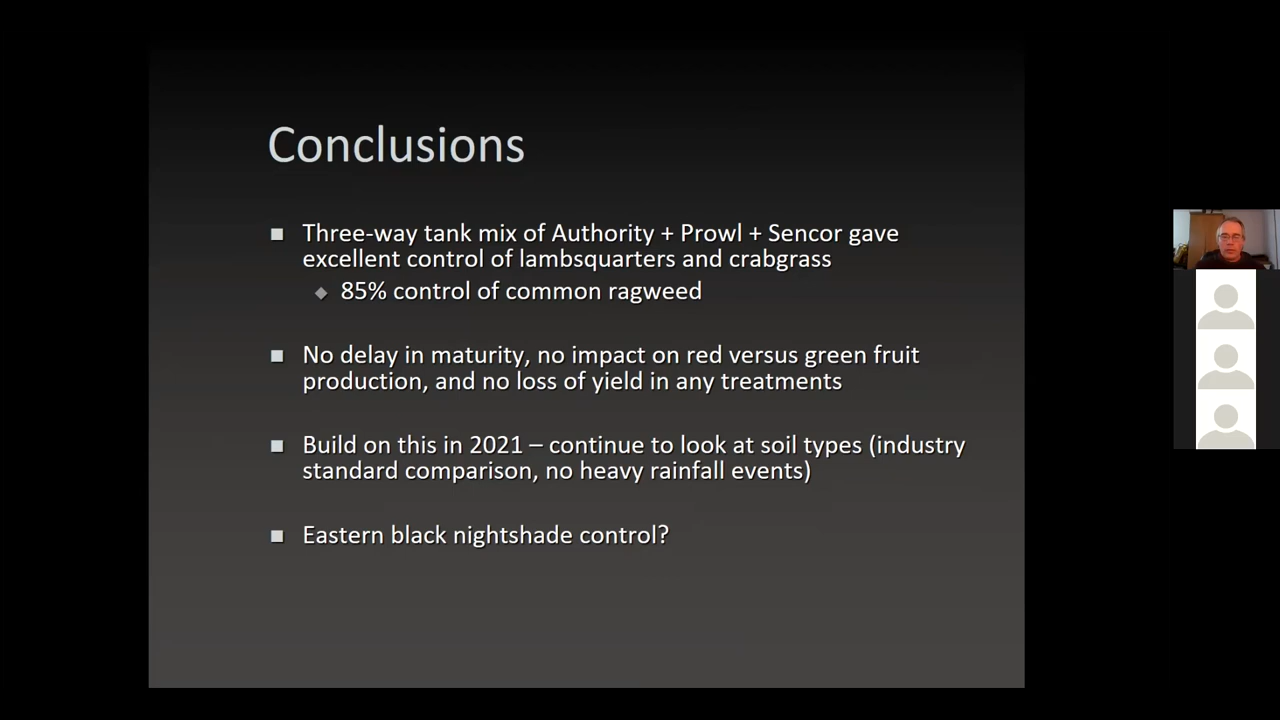 Conclusions
Three-way tank mix of Authority + Prowl + Sencor gave
excellent control of lambsquarters and crabgrass
85% control of common ragweed
No delay in maturity, no impact on red versus green fruit
production, and no loss of yield in any treatments
Build on this in 2021 – continue to look at soil types (industry
standard comparison, no heavy rainfall events)
Eastern black nightshade control?